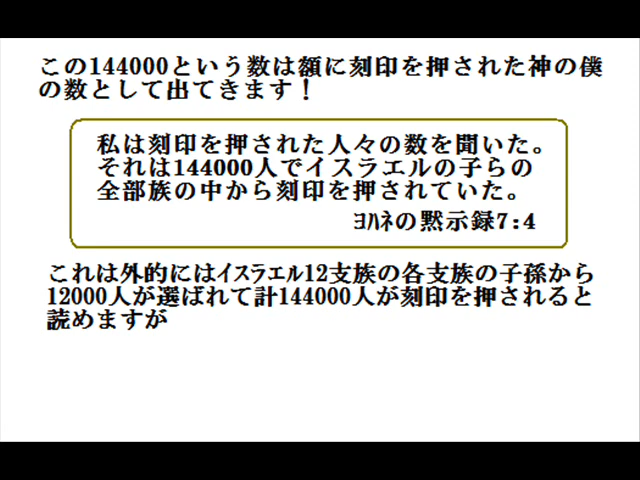 この144000という数は額に刻印を押された神の僕
の数として出てきます！
私は刻印を押された人々の数を聞いた。
それは144000人でイスラエルの子らの
全部族の中から刻印を押されていた。
ﾖﾊﾈの黙示録7:4
これは外的にはｲｽﾗｴﾙ12支族の各支族の子孫から
12000人が選ばれて計144000人が刻印を押されると
読めますが